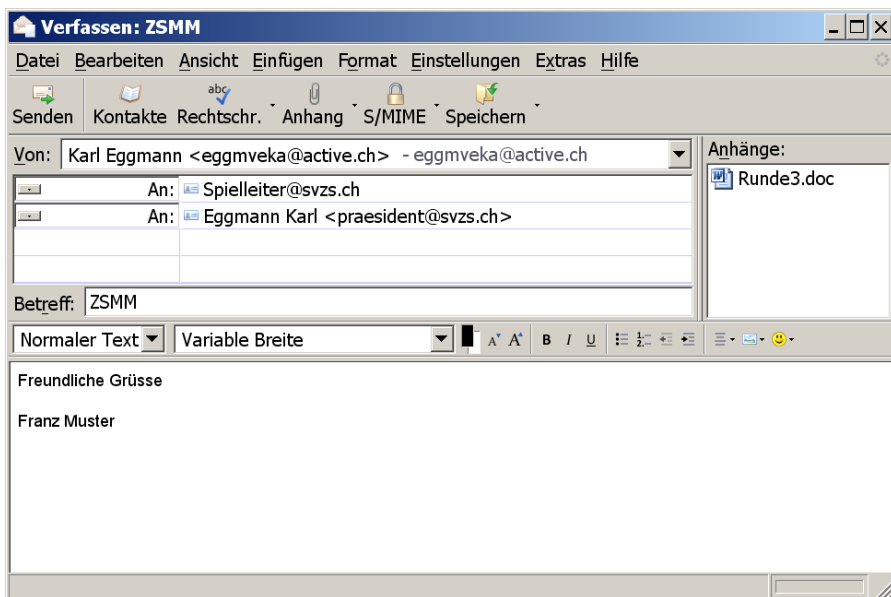 Verfassen: ZSMM
Datei Bearbeiten Ansicht Einfügen Format Einstellungen Extras Hilfe
abc
Senden Kontakte Rechtschr. Anhang S/MIME Speichern
Von: Karl Eggmann <eggmveka@active.ch> - eggmveka@active.ch
Anhänge:
Runde3.doc
An: Spielleiter@svzs.ch
An: Eggmann Karl <praesident@svzs.ch>
Betreff: ZSMM
Normaler Text Variable Breite A A B I U
Freundliche Grüsse
Franz Muster